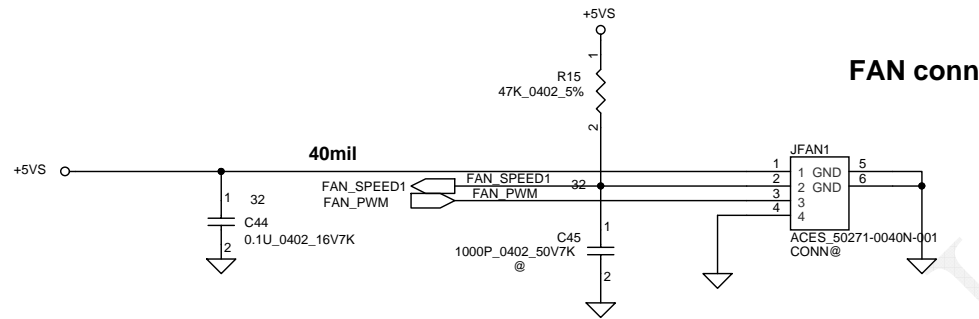 +5VS
FAN conn
1
R15
47K_0402_5%
2
40mil
JFAN1
+5VS
1
1 GND
5
FAN_SPEED1
FAN_SPEED1
32
2
2 GND
6
FAN_PWM
FAN_PWM
3
3
4
4
1
32
C44
0.1U_0402_16V7K
2
1
C45
1000P_0402_50V7K
@
2
ACES_50271-0040N-001
CONN@